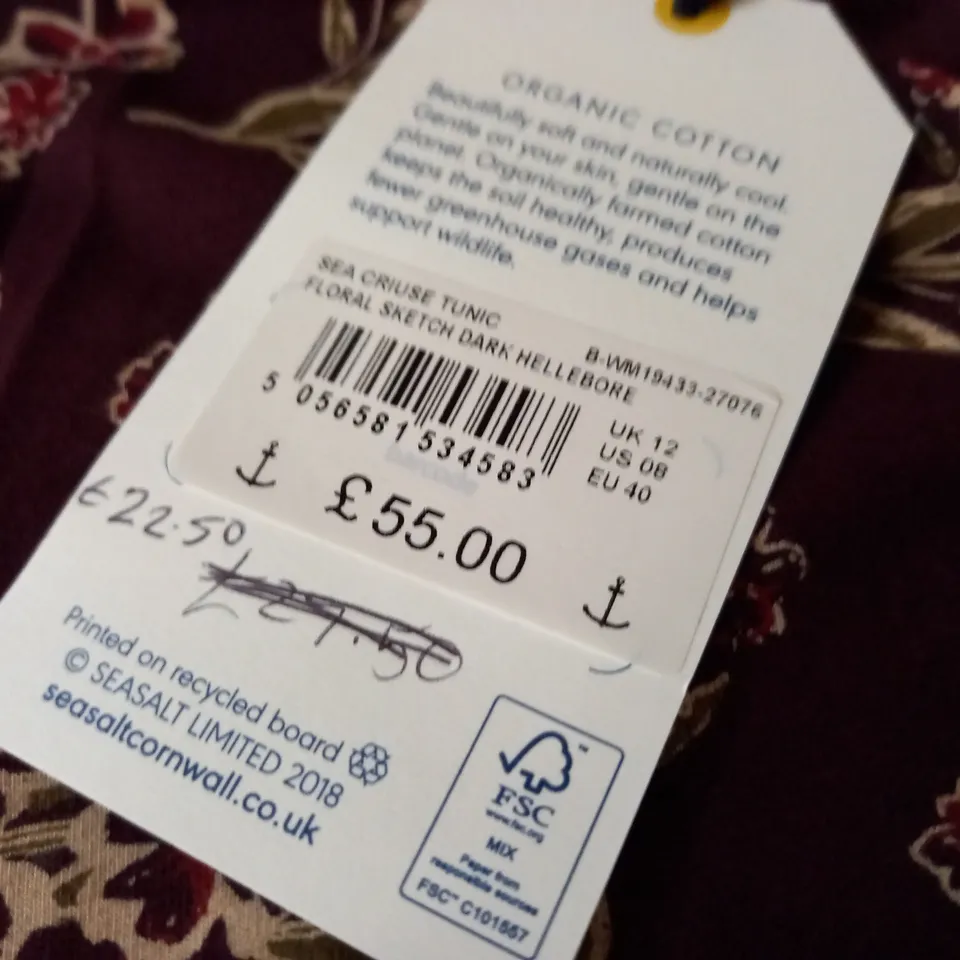 ORGANIC COTTON
Beautifully soft and naturally cool.
Gentle on your skin, gentle on the
planet. Organically farmed cotton
keeps the soil healthy, produces
fewer greenhouse gases and helps
support wildlife.
SEA CRIUSE TUNIC
B-WM19433-27076
FLORAL SKETCH DARK HELLEBORE
5 056581 534583
UK 12
US 08
EU 40
£55.00
£22.50
Printed on recycled board
© SEASALT LIMITED 2018
seasaltcornwall.co.uk
FSC
www.fsc.org
MIX
Paper from
responsible sources
FSC™ C101557